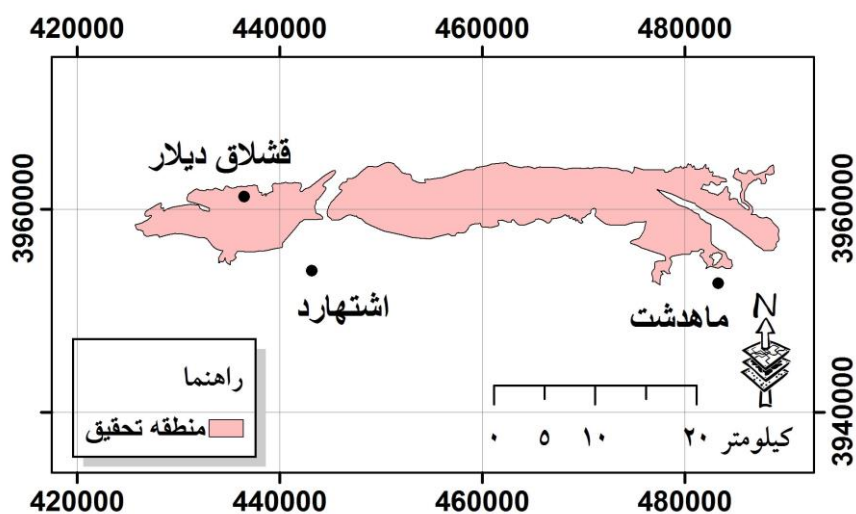 420000 440000 460000 480000
3960000
3960000
قشلاق دیلار
اشتهارد
ماهدشت
N
راهنما
منطقه تحقیق
۰ ۵ ۱۰ ۲۰ کیلومتر
3940000
420000 440000 460000 480000